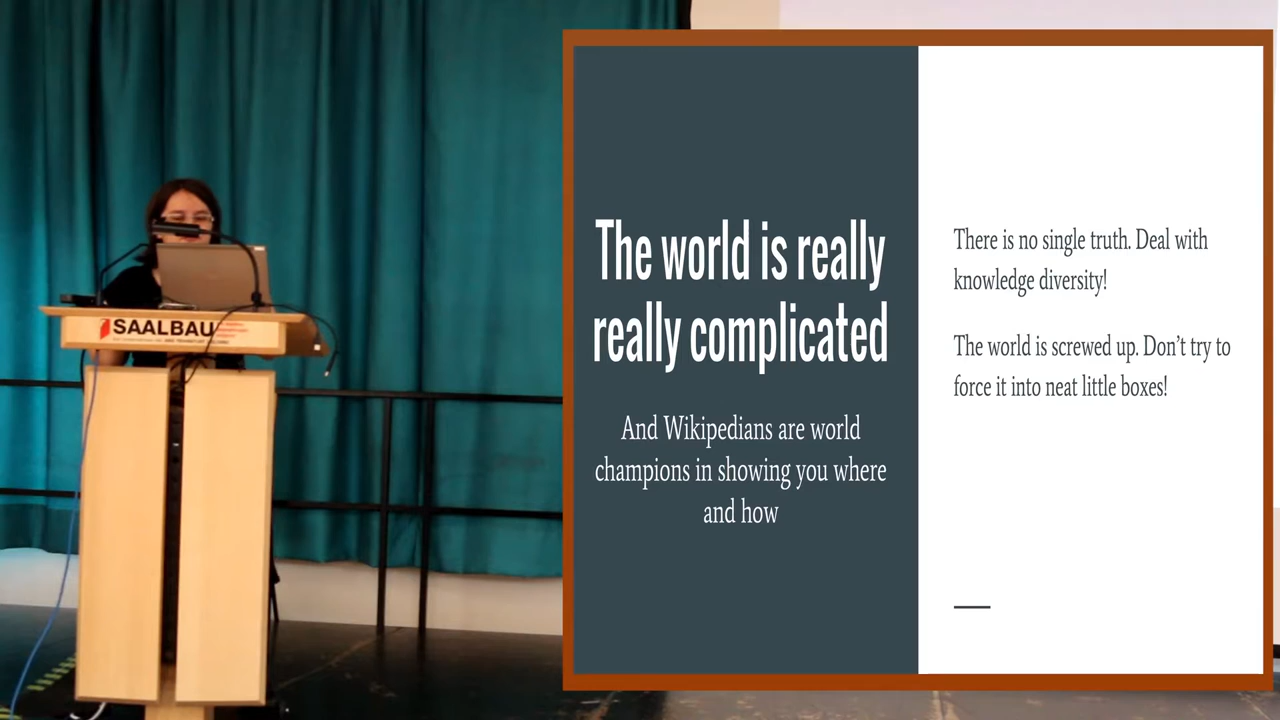 SAALBAU
The world is really
really complicated
And Wikipedians are world
champions in showing you where
and how
There is no single truth. Deal with
knowledge diversity!
The world is screwed up. Don’t try to
force it into neat little boxes!